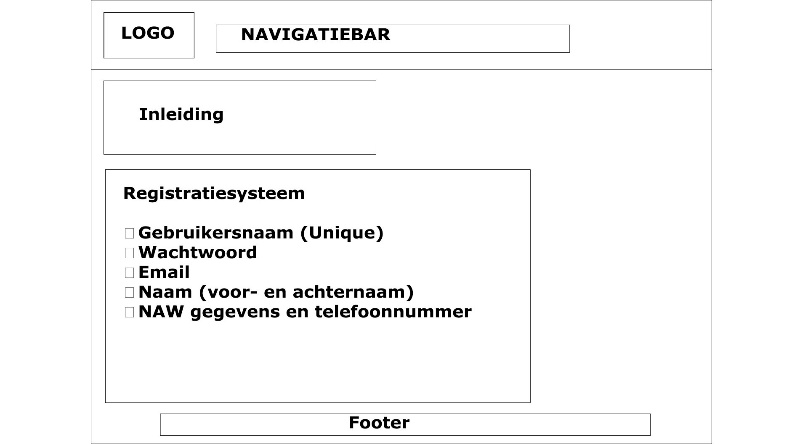 LOGO
NAVIGATIEBAR
Inleiding
Registratiesysteem
Gebruikersnaam (Unique)
Wachtwoord
Email
Naam (voor- en achternaam)
NAW gegevens en telefoonnummer
Footer